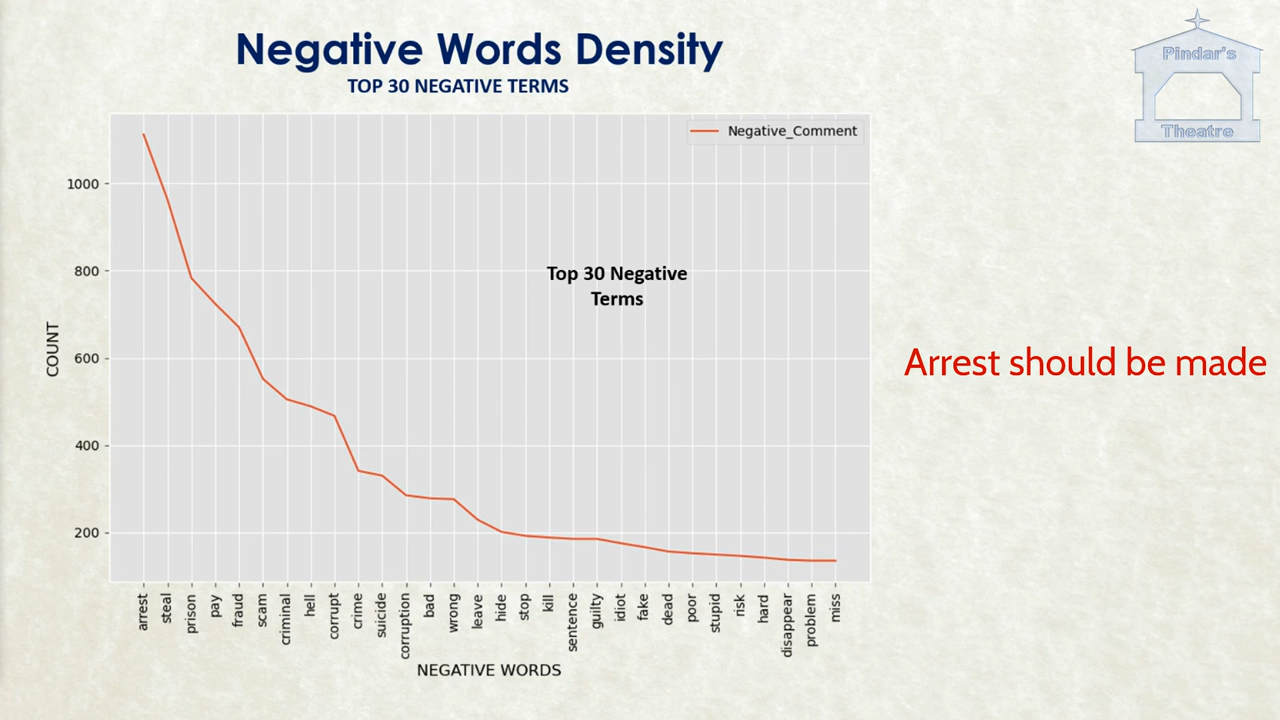 Negative Words Density
TOP 30 NEGATIVE TERMS
Pindar's
Theatre
Negative_Comment
1000
800
600
400
200
COUNT
Top 30 Negative
Terms
Arrest should be made
arrest
steal
prison
pay
fraud
scam
criminal
hell
corrupt
crime
suicide
corruption
bad
wrong
leave
hide
stop
kill
sentence
guilty
idiot
fake
dead
poor
stupid
risk
hard
disappear
problem
miss
NEGATIVE WORDS